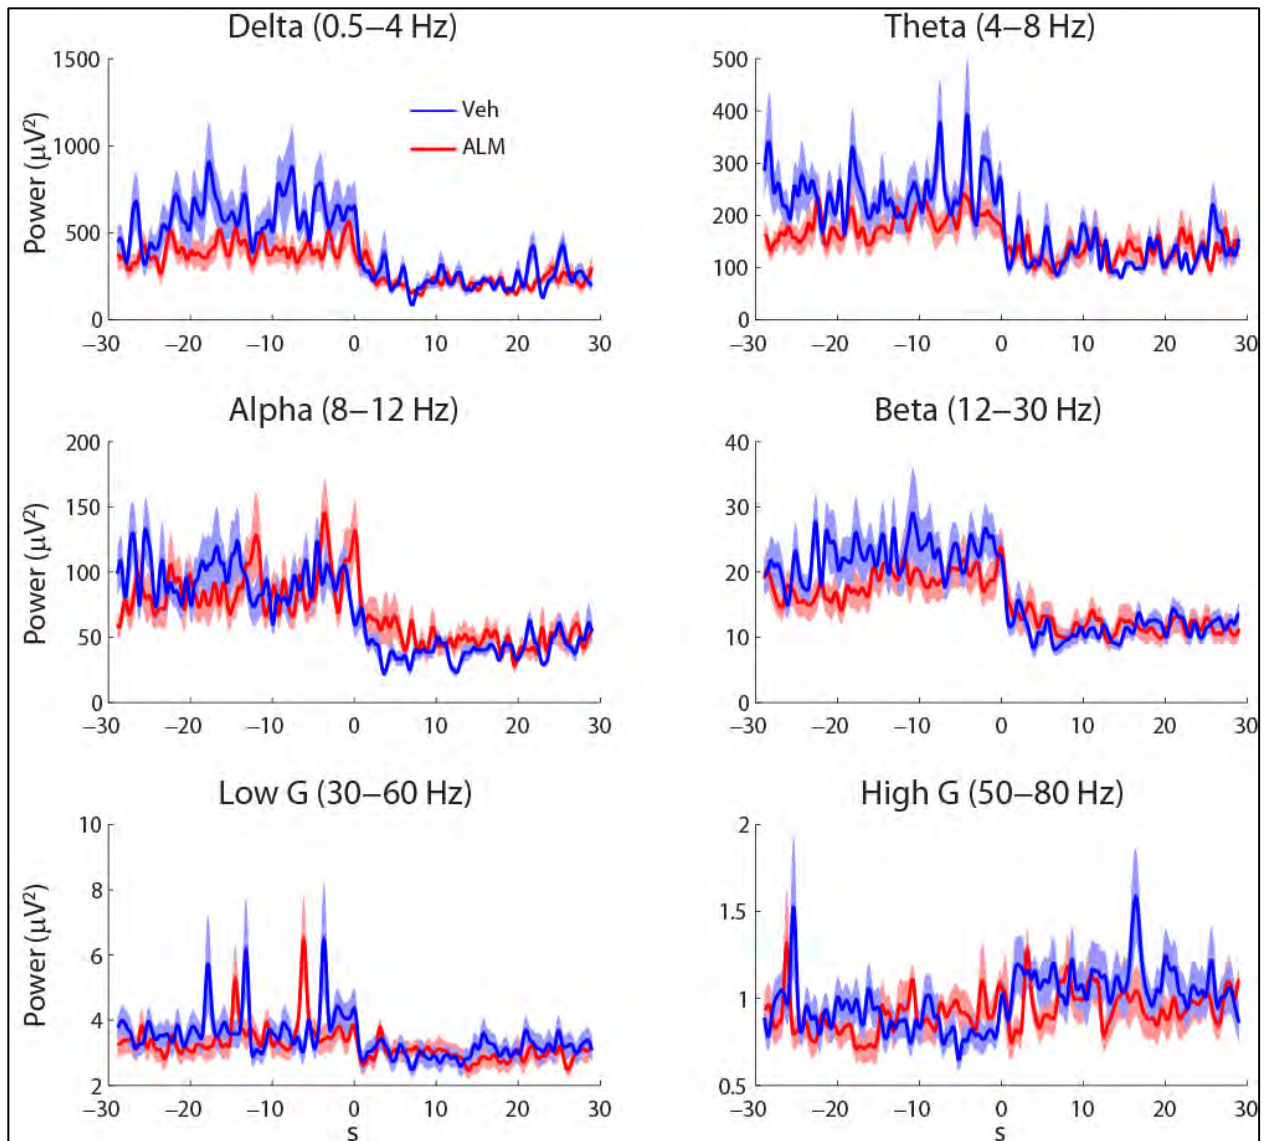 Delta (0.5–4 Hz)
Theta (4–8 Hz)
Power (µV²)
1500
1000
500
0
Veh
ALM
500
400
300
200
100
0
−30 −20 −10 0 10 20 30
−30 −20 −10 0 10 20 30
Alpha (8–12 Hz)
Beta (12–30 Hz)
Power (µV²)
200
150
100
50
0
40
30
20
10
0
−30 −20 −10 0 10 20 30
−30 −20 −10 0 10 20 30
Low G (30–60 Hz)
High G (50–80 Hz)
Power (µV²)
10
8
6
4
2
2
1.5
1
0.5
−30 −20 −10 0 10 20 30
−30 −20 −10 0 10 20 30
s
s